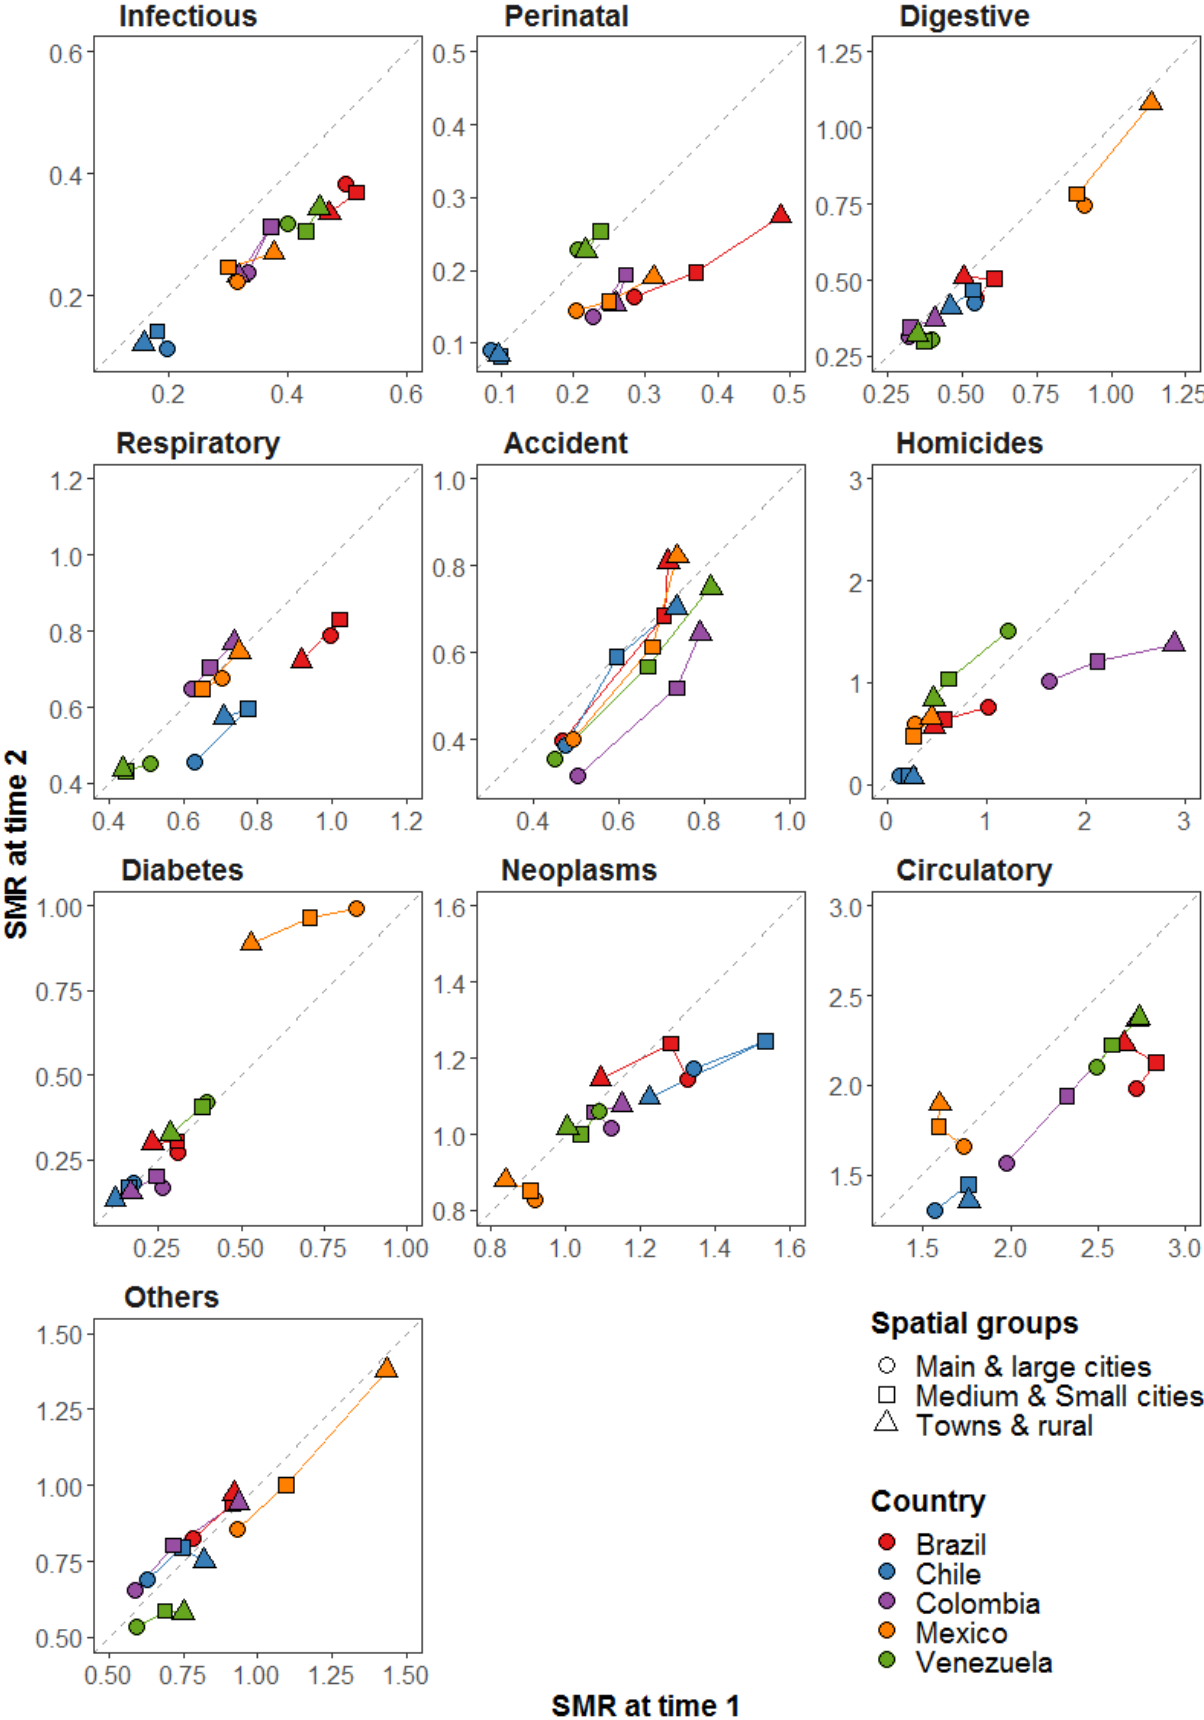 Infectious Perinatal Digestive
0.6 0.5 1.25
0.4 1.00
0.4 0.3 0.75
0.2 0.50
0.2 0.1 0.25
0.2 0.4 0.6 0.1 0.2 0.3 0.4 0.5 0.25 0.50 0.75 1.00 1.25
Respiratory Accident Homicides
1.2 1.0 3
1.0 0.8 2
0.8 0.6 1
0.6 0.4
0.4 0
0.4 0.6 0.8 1.0 1.2 0.4 0.6 0.8 1.0 0 1 2 3
SMR at time 2
Diabetes Neoplasms Circulatory
1.00 1.6 3.0
0.75 1.4 2.5
0.50 1.2 2.0
0.25 1.0 1.5
0.8
0.25 0.50 0.75 1.00 0.8 1.0 1.2 1.4 1.6 1.5 2.0 2.5 3.0
Others
1.50
1.25
1.00
0.75
0.50
0.50 0.75 1.00 1.25 1.50
SMR at time 1
Spatial groups
Main & large cities
Medium & Small cities
Towns & rural
Country
Brazil
Chile
Colombia
Mexico
Venezuela